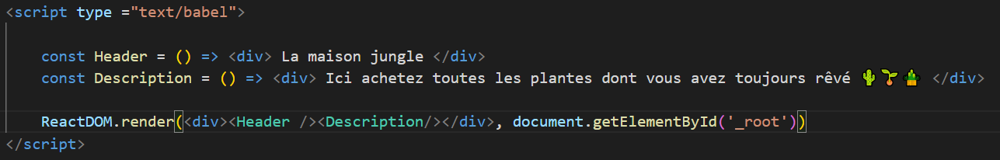 <script type ="text/babel">
const Header = () => <div> La maison jungle </div>
const Description = () => <div> Ici achetez toutes les plantes dont vous avez toujours rêvé 🌵🌱🎍 </div>
ReactDOM.render(<div><Header /><Description/></div>, document.getElementById('_root'))
</script>